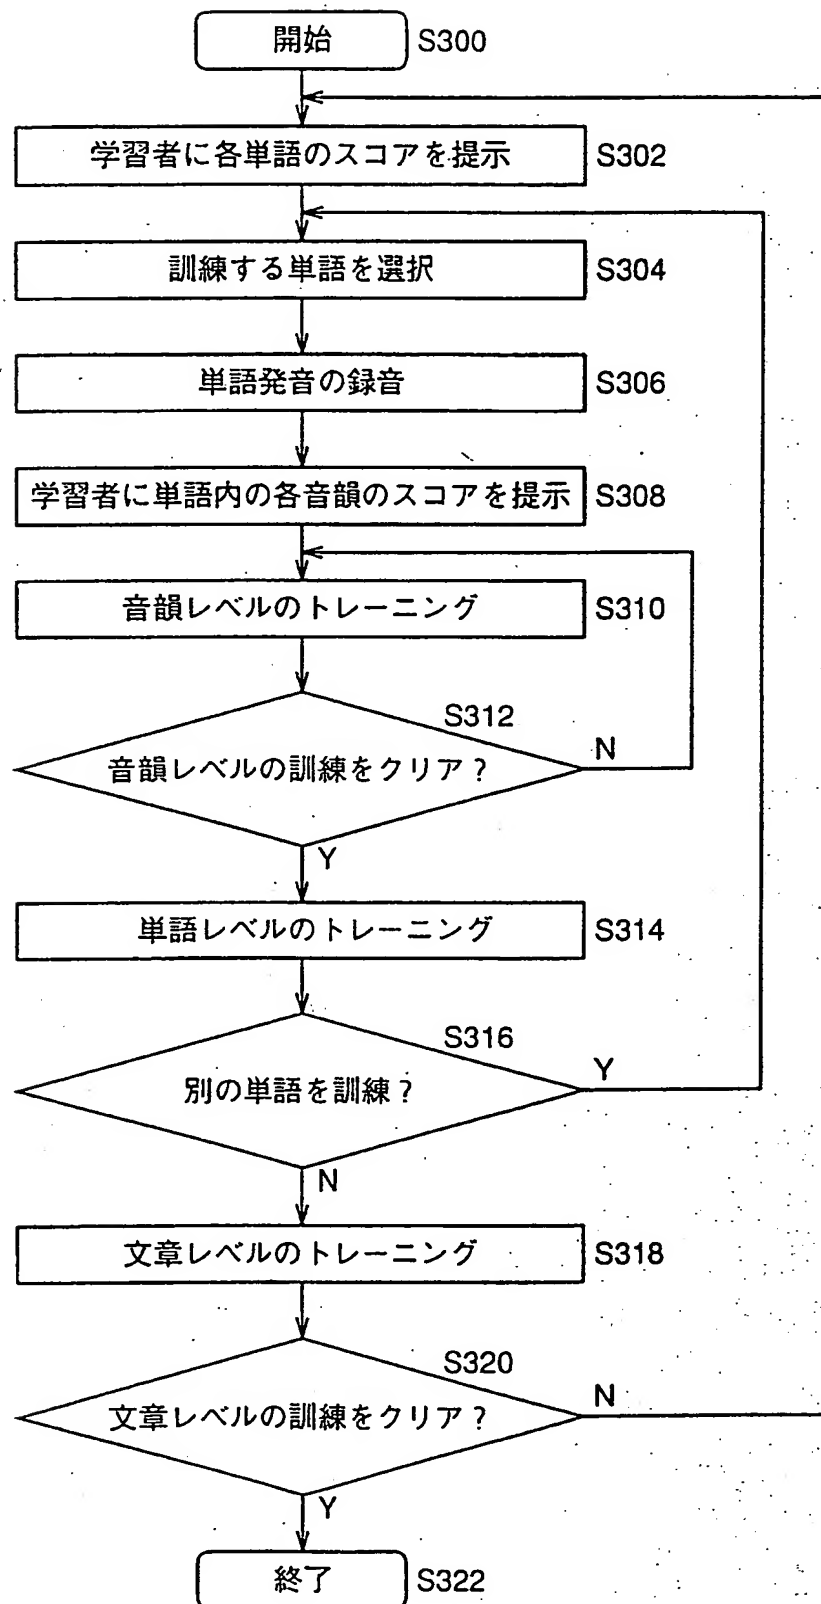 開始 S300
学習者に各単語のスコアを提示 S302
訓練する単語を選択 S304
単語発音の録音 S306
学習者に単語内の各音韻のスコアを提示 S308
音韻レベルのトレーニング S310
S312
音韻レベルの訓練をクリア？ N
Y
単語レベルのトレーニング S314
S316
別の単語を訓練？ Y
N
文章レベルのトレーニング S318
S320
文章レベルの訓練をクリア？ N
Y
終了 S322